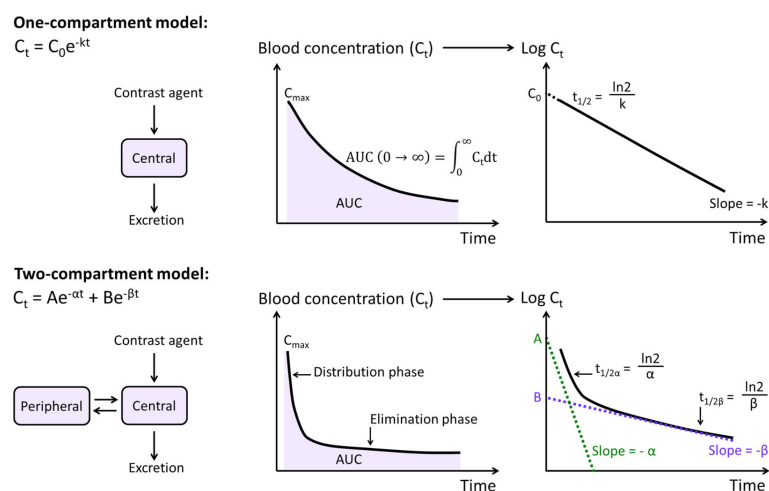 One-compartment model:
Cₜ = C₀e⁻ᵏᵗ
Contrast agent
Central
Excretion
Blood concentration (Cₜ)
Cmax
AUC (0 → ∞) = ∫₀^∞ Cₜdt
AUC
Time
Log Cₜ
C₀
t₁/₂ = ln2/k
Slope = -k
Time
Two-compartment model:
Cₜ = Ae^-αt + Be^-βt
Contrast agent
Peripheral
Central
Excretion
Blood concentration (Cₜ)
Cmax
Distribution phase
Elimination phase
AUC
Time
Log Cₜ
A
B
t₁/₂α = ln2/α
t₁/₂β = ln2/β
Slope = - α
Slope = -β
Time